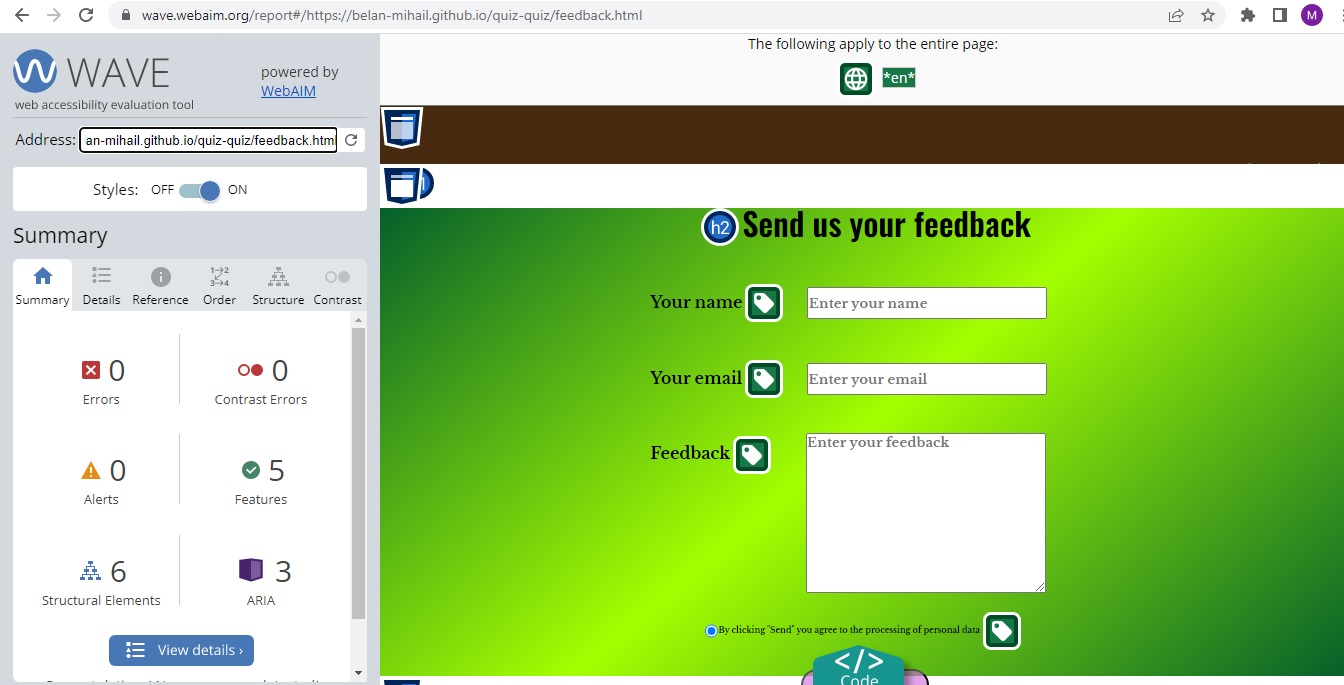 wave.webaim.org/report#/https://belan-mihail.github.io/quiz-quiz/feedback.html
M
WAVE
web accessibility evaluation tool
powered by
WebAIM
Address:
an-mihail.github.io/quiz-quiz/feedback.html
Styles: OFF ON
Summary
Summary Details Reference Order Structure Contrast
0 Errors
0 Contrast Errors
0 Alerts
5 Features
6 Structural Elements
3 ARIA
View details ›
The following apply to the entire page:
*en*
h2 Send us your feedback
Your name
Enter your name
Your email
Enter your email
Feedback
Enter your feedback
By clicking "Send" you agree to the processing of personal data
</>
Code